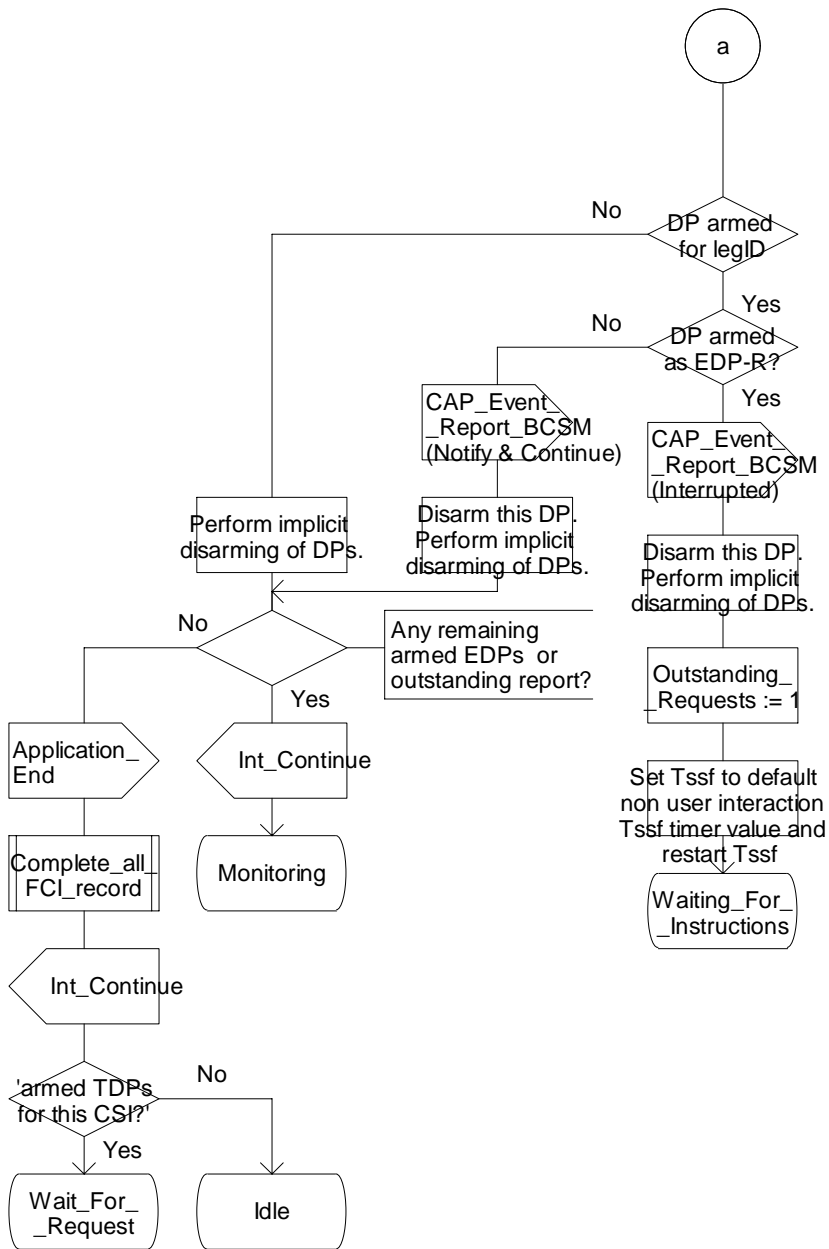 a
No
DP armed
for legID
Yes
No
DP armed
as EDP-R?
Yes
CAP_Event_
_Report_BCSM
(Notify & Continue)
CAP_Event_
_Report_BCSM
(Interrupted)
Perform implicit
disarming of DPs.
Disarm this DP.
Perform implicit
disarming of DPs.
Disarm this DP.
Perform implicit
disarming of DPs.
No
Any remaining
armed EDPs or
outstanding report?
Yes
Outstanding_
_Requests := 1
Application_
End
Int_Continue
Set Tssf to default
non user interaction
Tssf timer value and
restart Tssf
Complete_all_
FCI_record
Monitoring
Waiting_For_
_Instructions
Int_Continue
'armed TDPs
for this CSI?'
No
Yes
Wait_For_
_Request
Idle